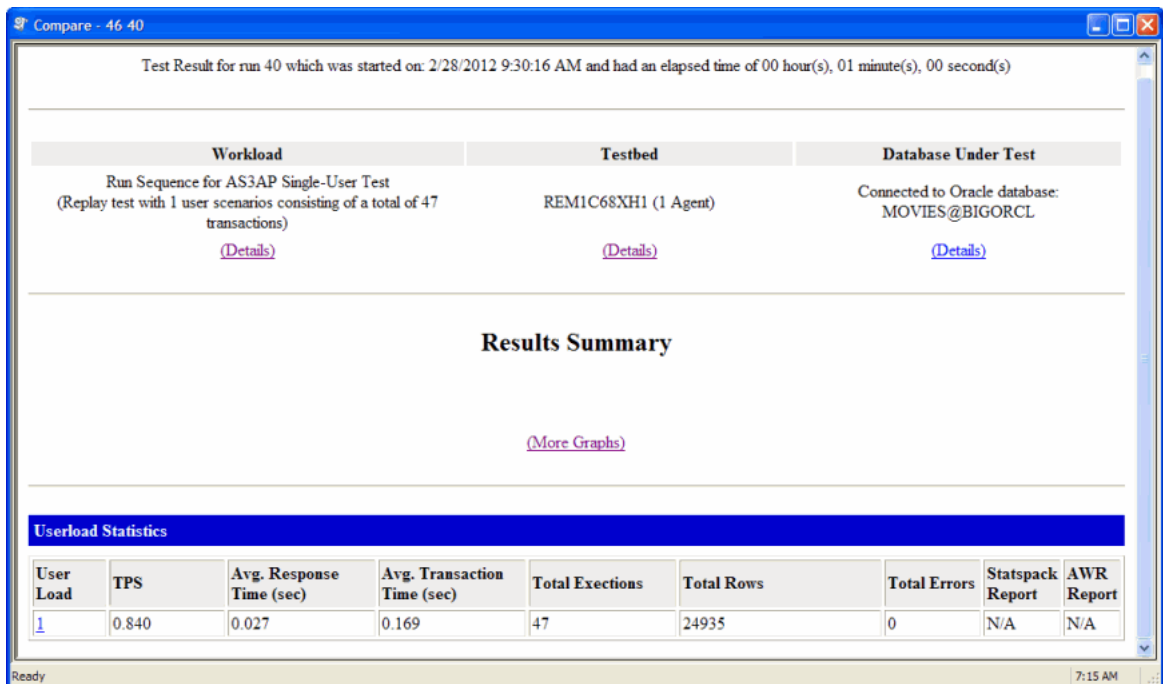 Compare - 46 40
Test Result for run 40 which was started on: 2/28/2012 9:30:16 AM and had an elapsed time of 00 hour(s), 01 minute(s), 00 second(s)
Workload Testbed Database Under Test
Run Sequence for AS3AP Single-User Test
(Replay test with 1 user scenarios consisting of a total of 47
transactions)
(Details)
REM1C68XH1 (1 Agent)
(Details)
Connected to Oracle database:
MOVIES@BIGORCL
(Details)
Results Summary
(More Graphs)
Userload Statistics
User Load TPS Avg. Response Time (sec) Avg. Transaction Time (sec) Total Exections Total Rows Total Errors Statspack Report AWR Report
1 0.840 0.027 0.169 47 24935 0 N/A N/A
Ready 7:15 AM